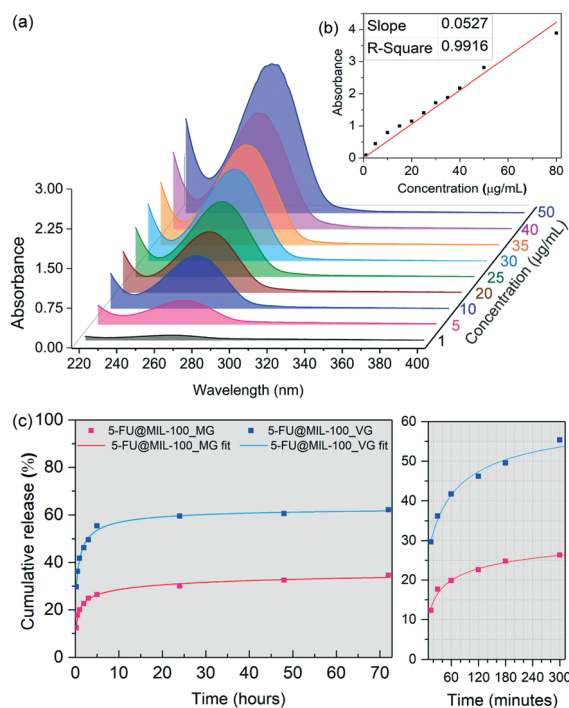 (a)
(b)
Slope 0.0527
R-Square 0.9916
Absorbance
4
3
2
1
0
0 20 40 60 80
Concentration (µg/mL)
Absorbance
3.00
2.25
1.50
0.75
0.00
220 240 260 280 300 320 340 360 380 400
Wavelength (nm)
50
40
35
30
25
20
10
5
1
Concentration (µg/mL)
(c)
5-FU@MIL-100_MG 5-FU@MIL-100_VG
5-FU@MIL-100_MG fit 5-FU@MIL-100_VG fit
Cumulative release (%)
100
80
60
40
20
0
0 10 20 30 40 50 60 70
Time (hours)
60
50
40
30
20
10
0
60 120 180 240 300
Time (minutes)